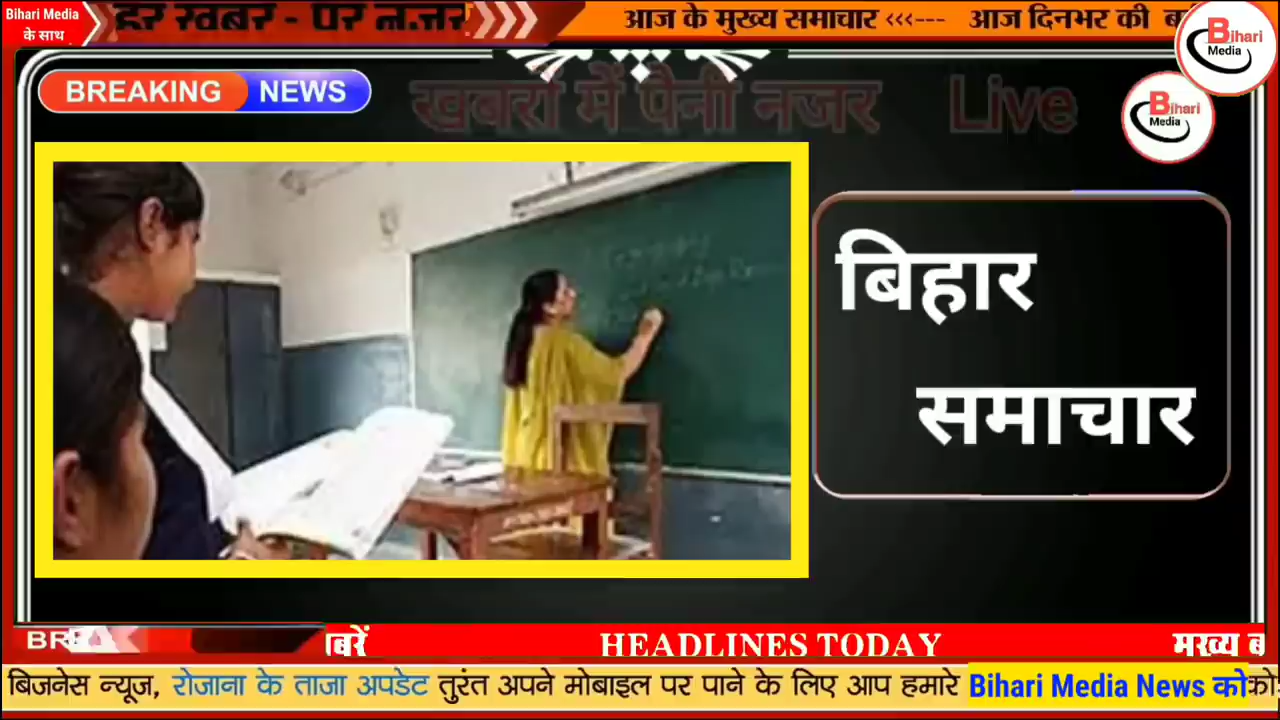 Bihari Media
के साथ
हर खबर - पर नजर
आज के मुख्य समाचार <<<--- आज दिनभर की
Bihari
Media
BREAKING NEWS
खबरों में पैनी नजर Live
Bihari
Media
बिहार
समाचार
HEADLINES TODAY
बिजनेस न्यूज, रोजाना के ताजा अपडेट तुरंत अपने मोबाइल पर पाने के लिए आप हमारे Bihari Media News को